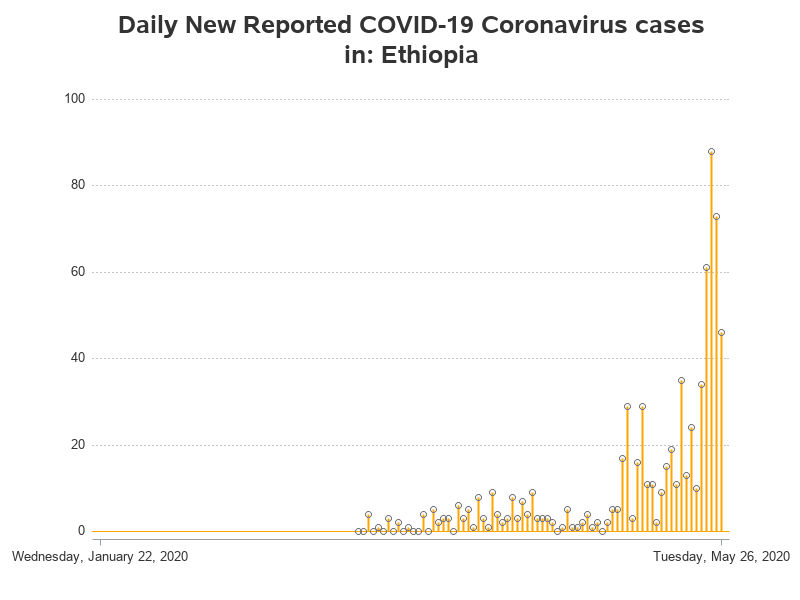 Daily New Reported COVID-19 Coronavirus cases
in: Ethiopia
100
80
60
40
20
0
Wednesday, January 22, 2020
Tuesday, May 26, 2020